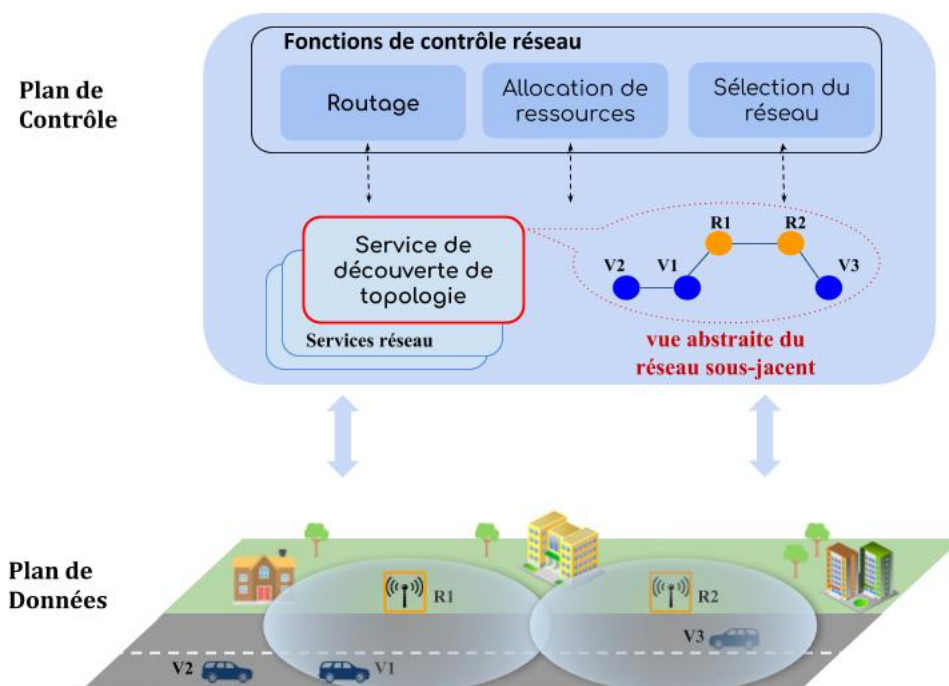 Plan de
Contrôle
Fonctions de contrôle réseau
Routage
Allocation de
ressources
Sélection du
réseau
Service de
découverte de
topologie
Services réseau
R1
R2
V2
V1
V3
vue abstraite du
réseau sous-jacent
Plan de
Données
R1
R2
V3
V2
V1